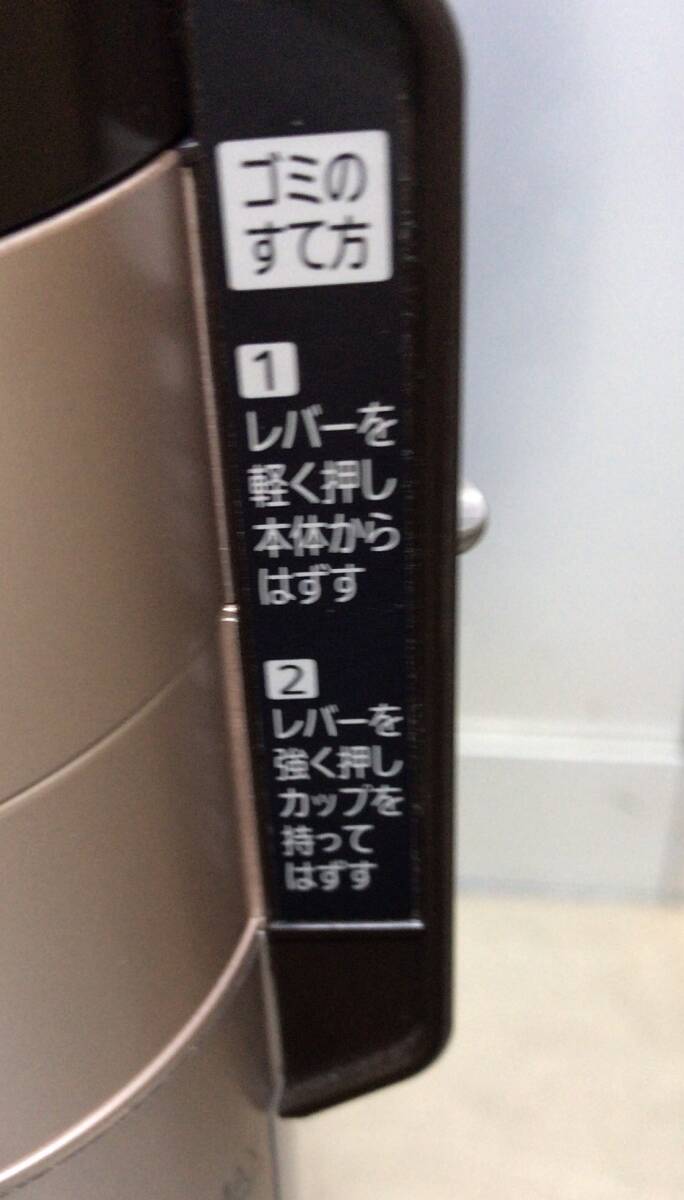 ゴミの
すて方
1
レバーを
軽く押し
本体から
はずす
2
レバーを
強く押し
カップを
持って
はずす